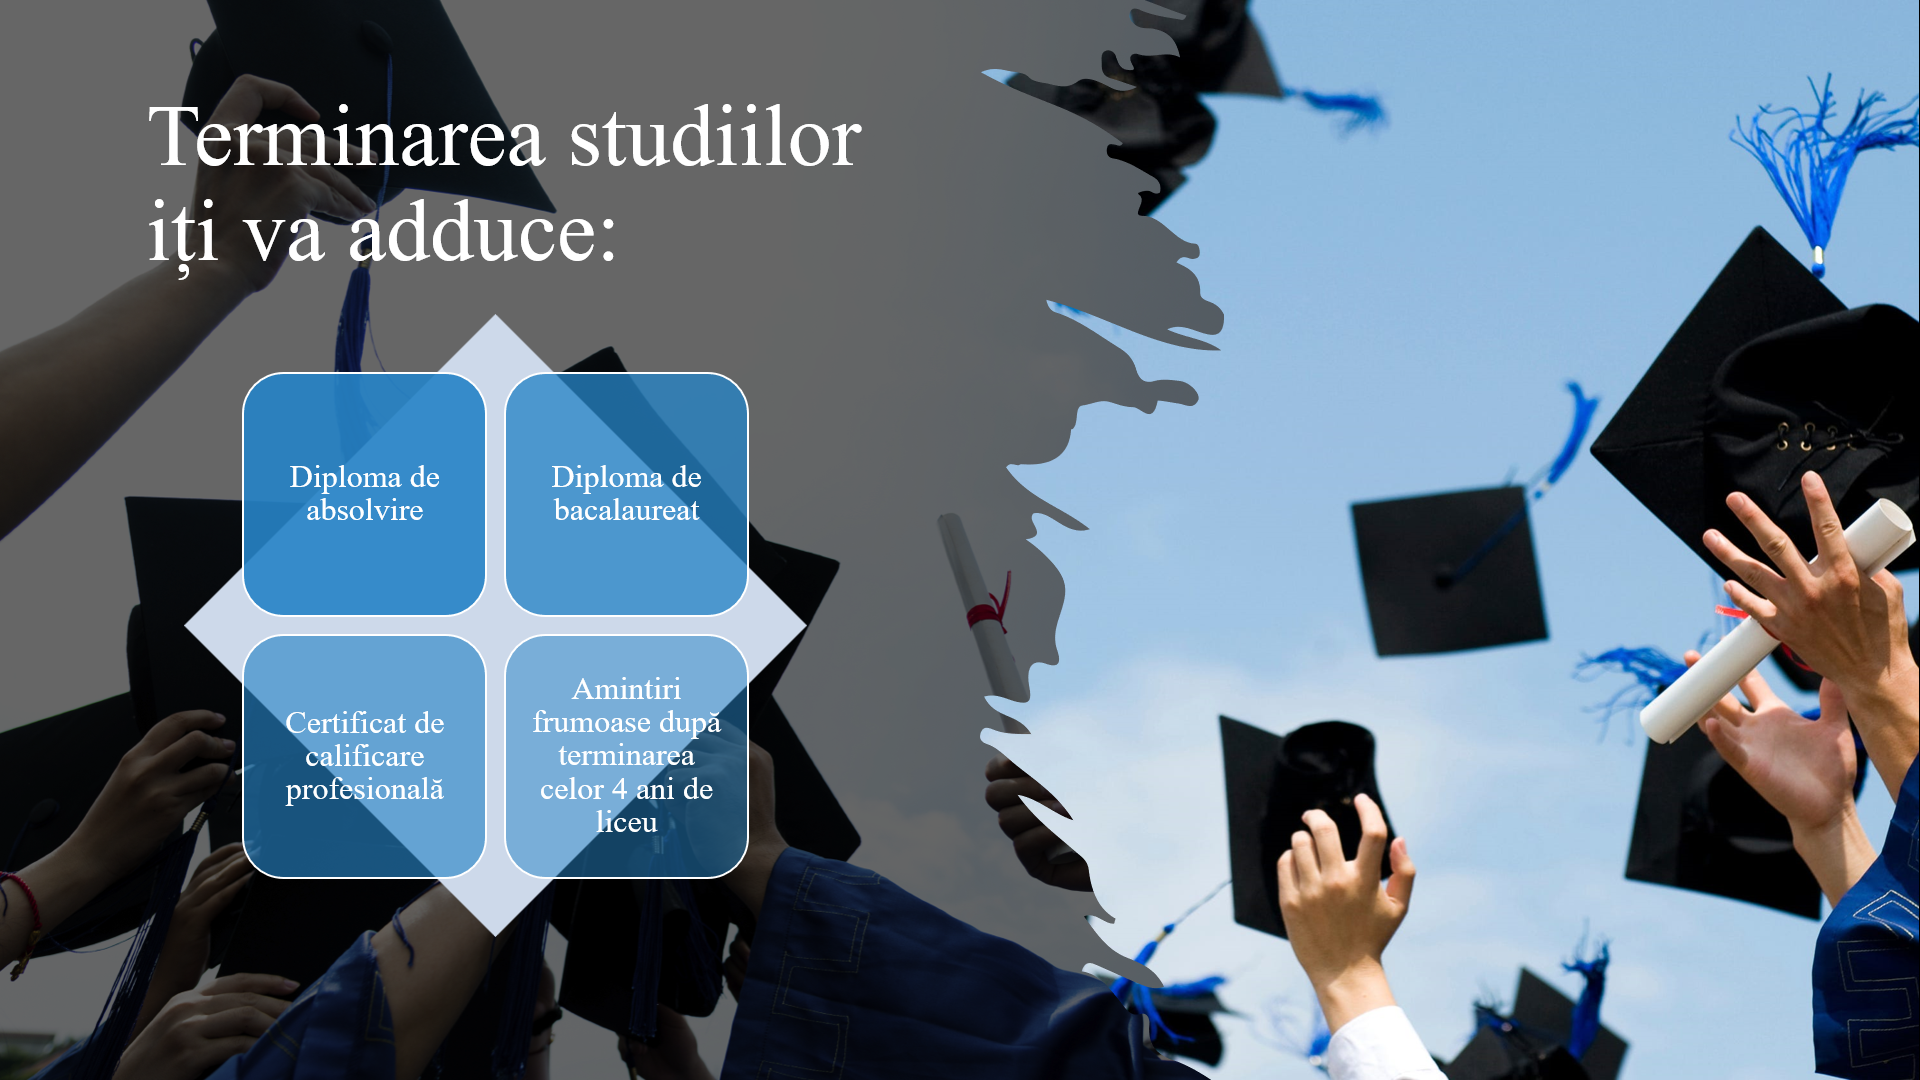 Terminarea studiilor
iți va adduce:
Diploma de
absolvire
Diploma de
bacalaureat
Certificat de
calificare
profesională
Amintiri
frumoase după
terminarea
celor 4 ani de
liceu